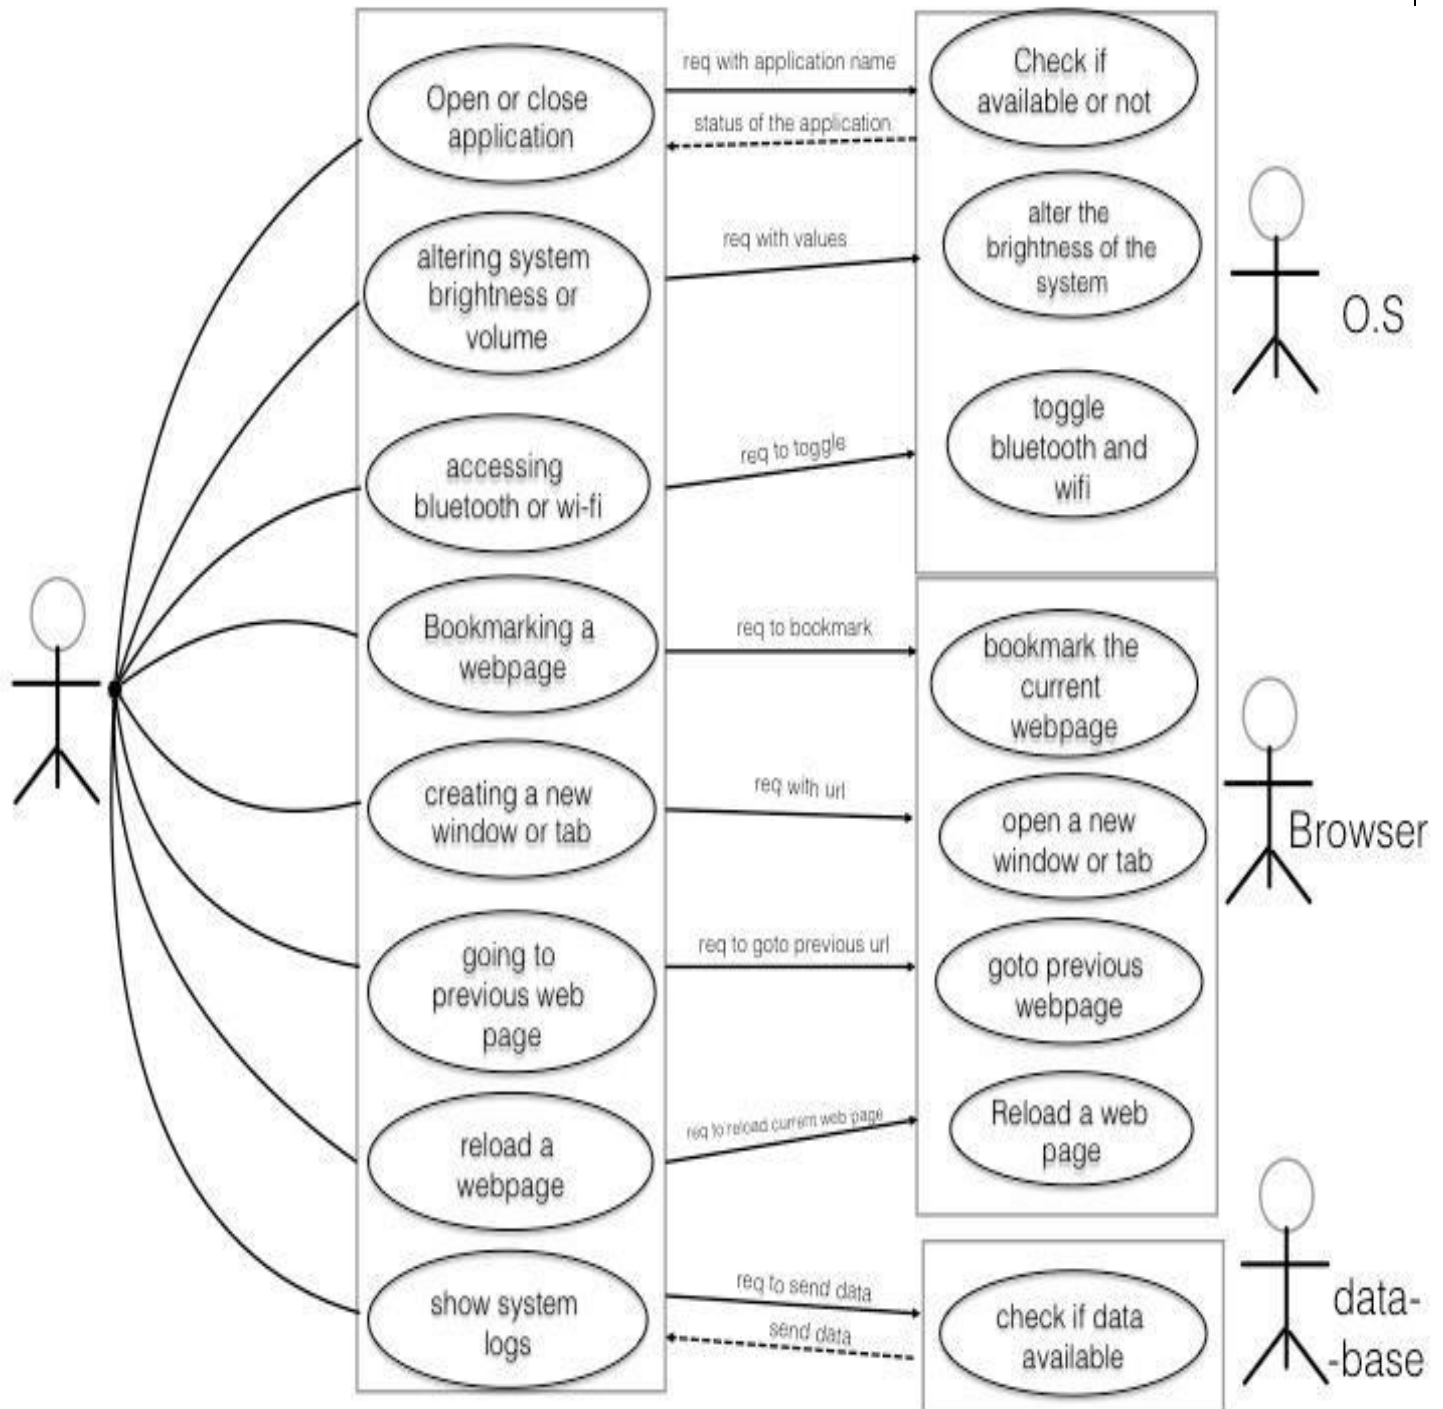 Open or close
application
altering system
brightness or
volume
accessing
bluetooth or wi-fi
Bookmarking a
webpage
creating a new
window or tab
going to
previous web
page
reload a
webpage
show system
logs
req with application name
status of the application
req with values
req to toggle
req to bookmark
req with url
req to goto previous url
req to reload current web page
req to send data
send data
Check if
available or not
alter the
brightness of the
system
toggle
bluetooth and
wifi
bookmark the
current
webpage
open a new
window or tab
goto previous
webpage
Reload a web
page
check if data
available
O.S
Browser
data-
-base